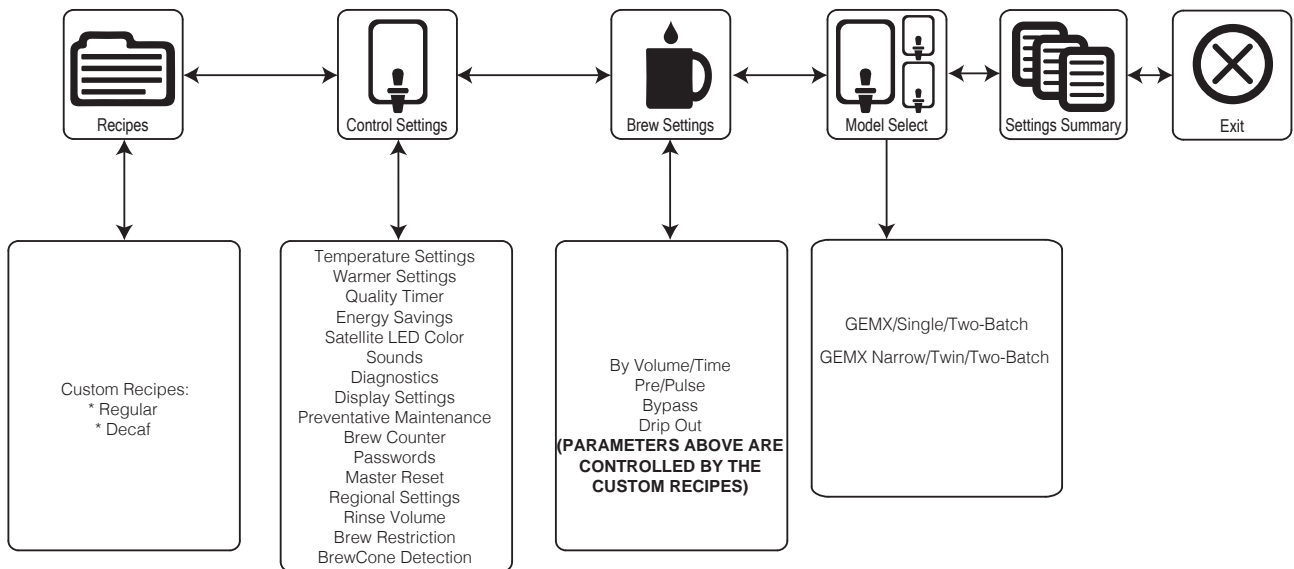 Recipes
Control Settings
Brew Settings
Model Select
Settings Summary
Exit
Custom Recipes:
* Regular
* Decaf
Temperature Settings
Warmer Settings
Quality Timer
Energy Savings
Satellite LED Color
Sounds
Diagnostics
Display Settings
Preventative Maintenance
Brew Counter
Passwords
Master Reset
Regional Settings
Rinse Volume
Brew Restriction
BrewCone Detection
By Volume/Time
Pre/Pulse
Bypass
Drip Out
(PARAMETERS ABOVE ARE
CONTROLLED BY THE
CUSTOM RECIPES)
GEMX/Single/Two-Batch
GEMX Narrow/Twin/Two-Batch